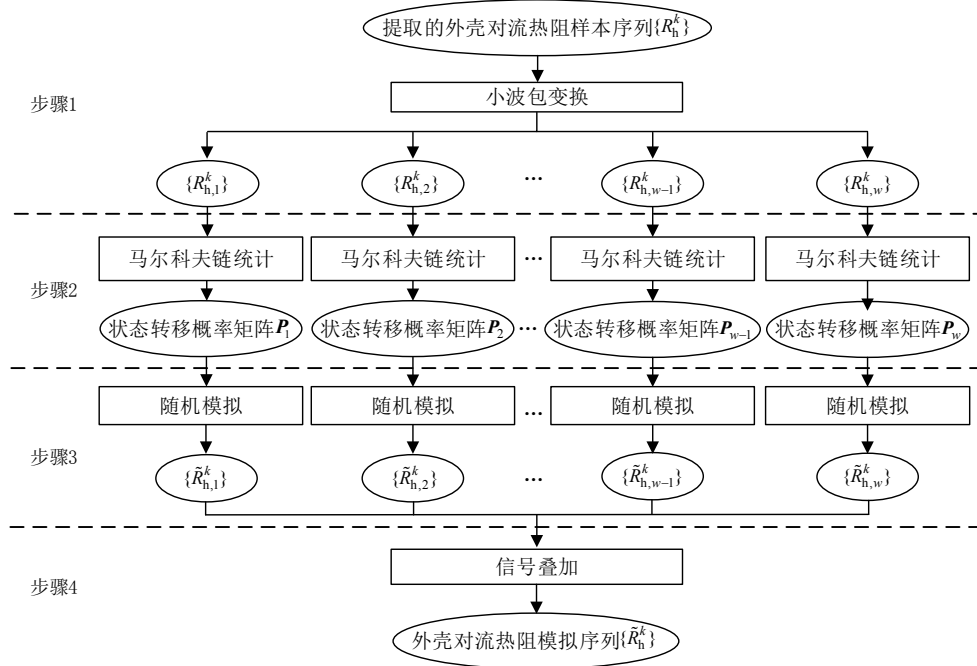 提取的外壳对流热阻样本序列{R_h^k}
步骤1
小波包变换
{R_{h,1}^k} {R_{h,2}^k} … {R_{h,w−1}^k} {R_{h,w}^k}
马尔科夫链统计 马尔科夫链统计 … 马尔科夫链统计 马尔科夫链统计
步骤2
状态转移概率矩阵P_1 状态转移概率矩阵P_2 … 状态转移概率矩阵P_{w−1} 状态转移概率矩阵P_w
随机模拟 随机模拟 … 随机模拟 随机模拟
步骤3
{R̃_{h,1}^k} {R̃_{h,2}^k} … {R̃_{h,w−1}^k} {R̃_{h,w}^k}
信号叠加
步骤4
外壳对流热阻模拟序列{R̃_h^k}